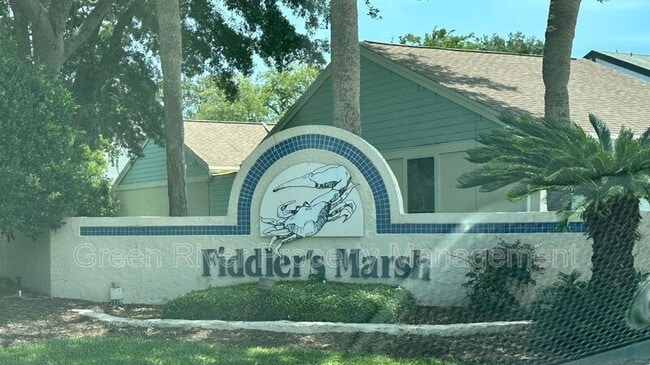 Green River Property Management
Fiddler's Marsh